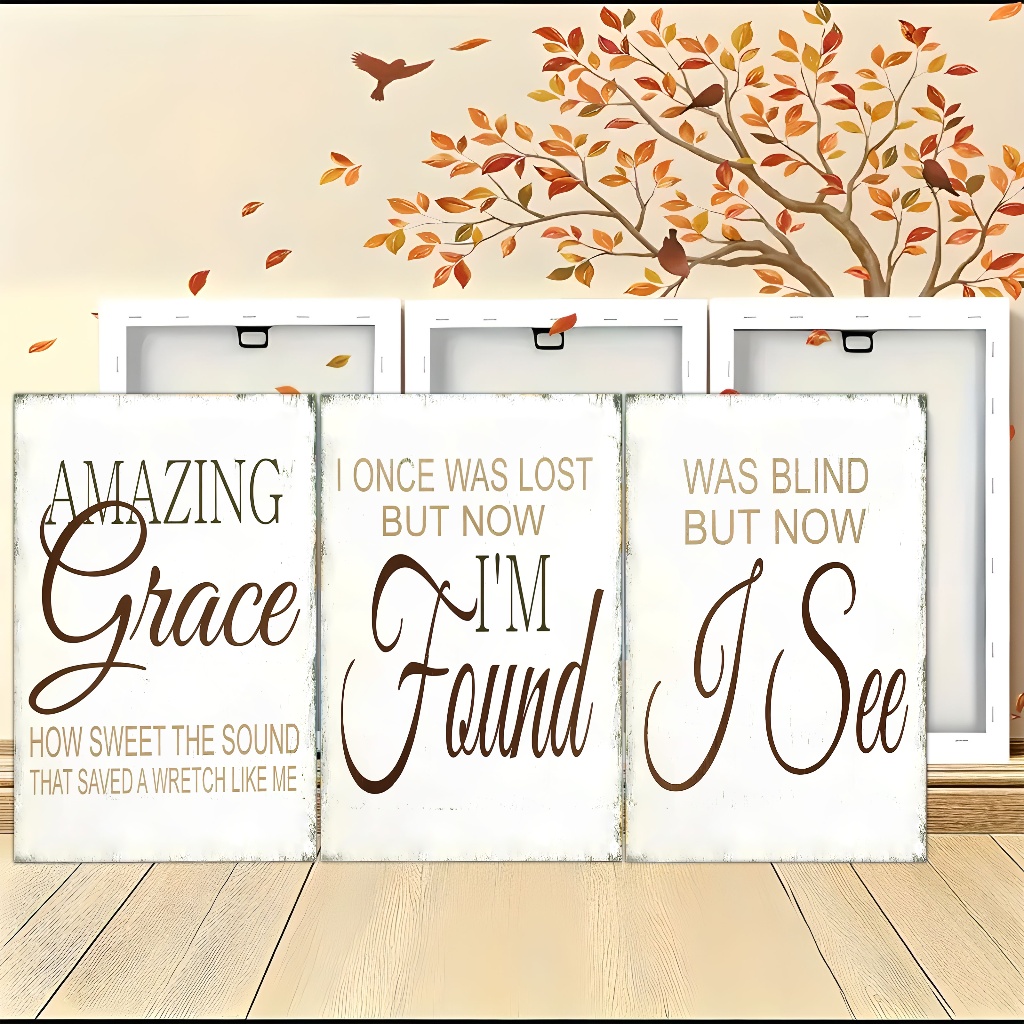 AMAZING
Grace
HOW SWEET THE SOUND
THAT SAVED A WRETCH LIKE ME
I ONCE WAS LOST
BUT NOW
I'M
Found
WAS BLIND
BUT NOW
I See